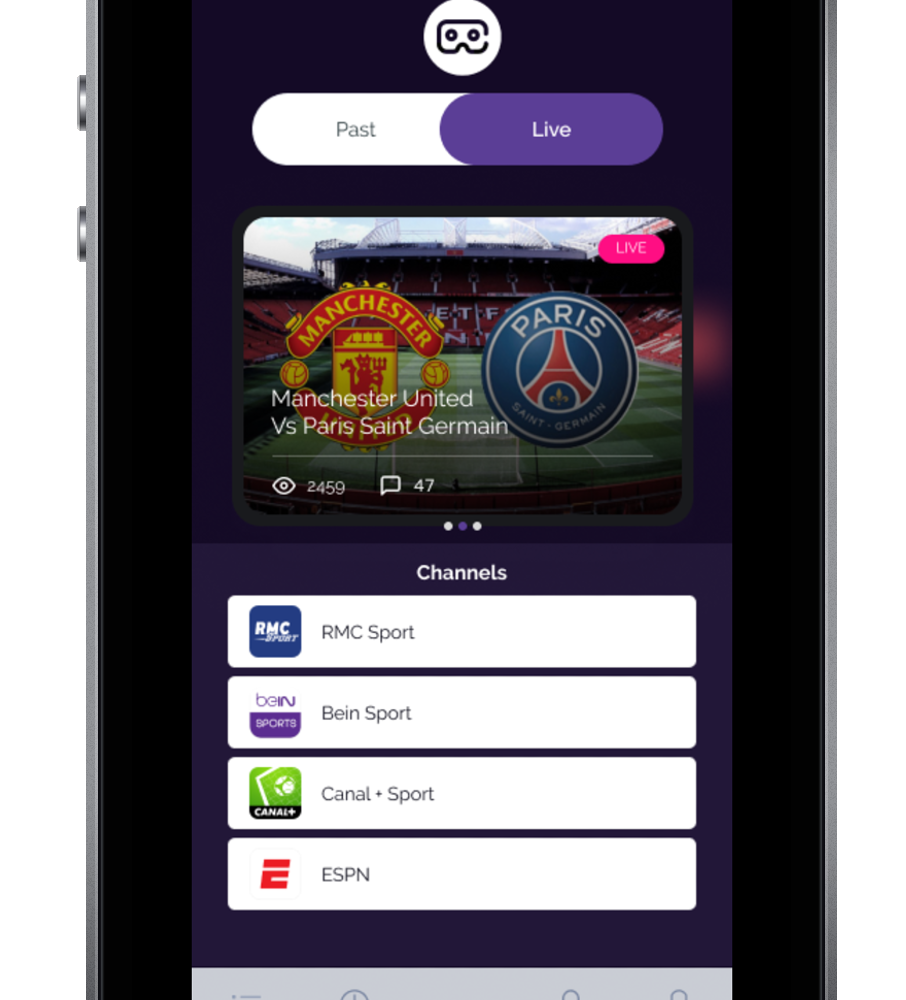 Past
Live
LIVE
MANCHESTER
UNITED
PARIS
SAINT-GERMAIN
Manchester United
Vs Paris Saint Germain
2459
47
Channels
RMC
SPORT
RMC Sport
beIN
SPORTS
Bein Sport
CANAL+
Canal + Sport
E
ESPN